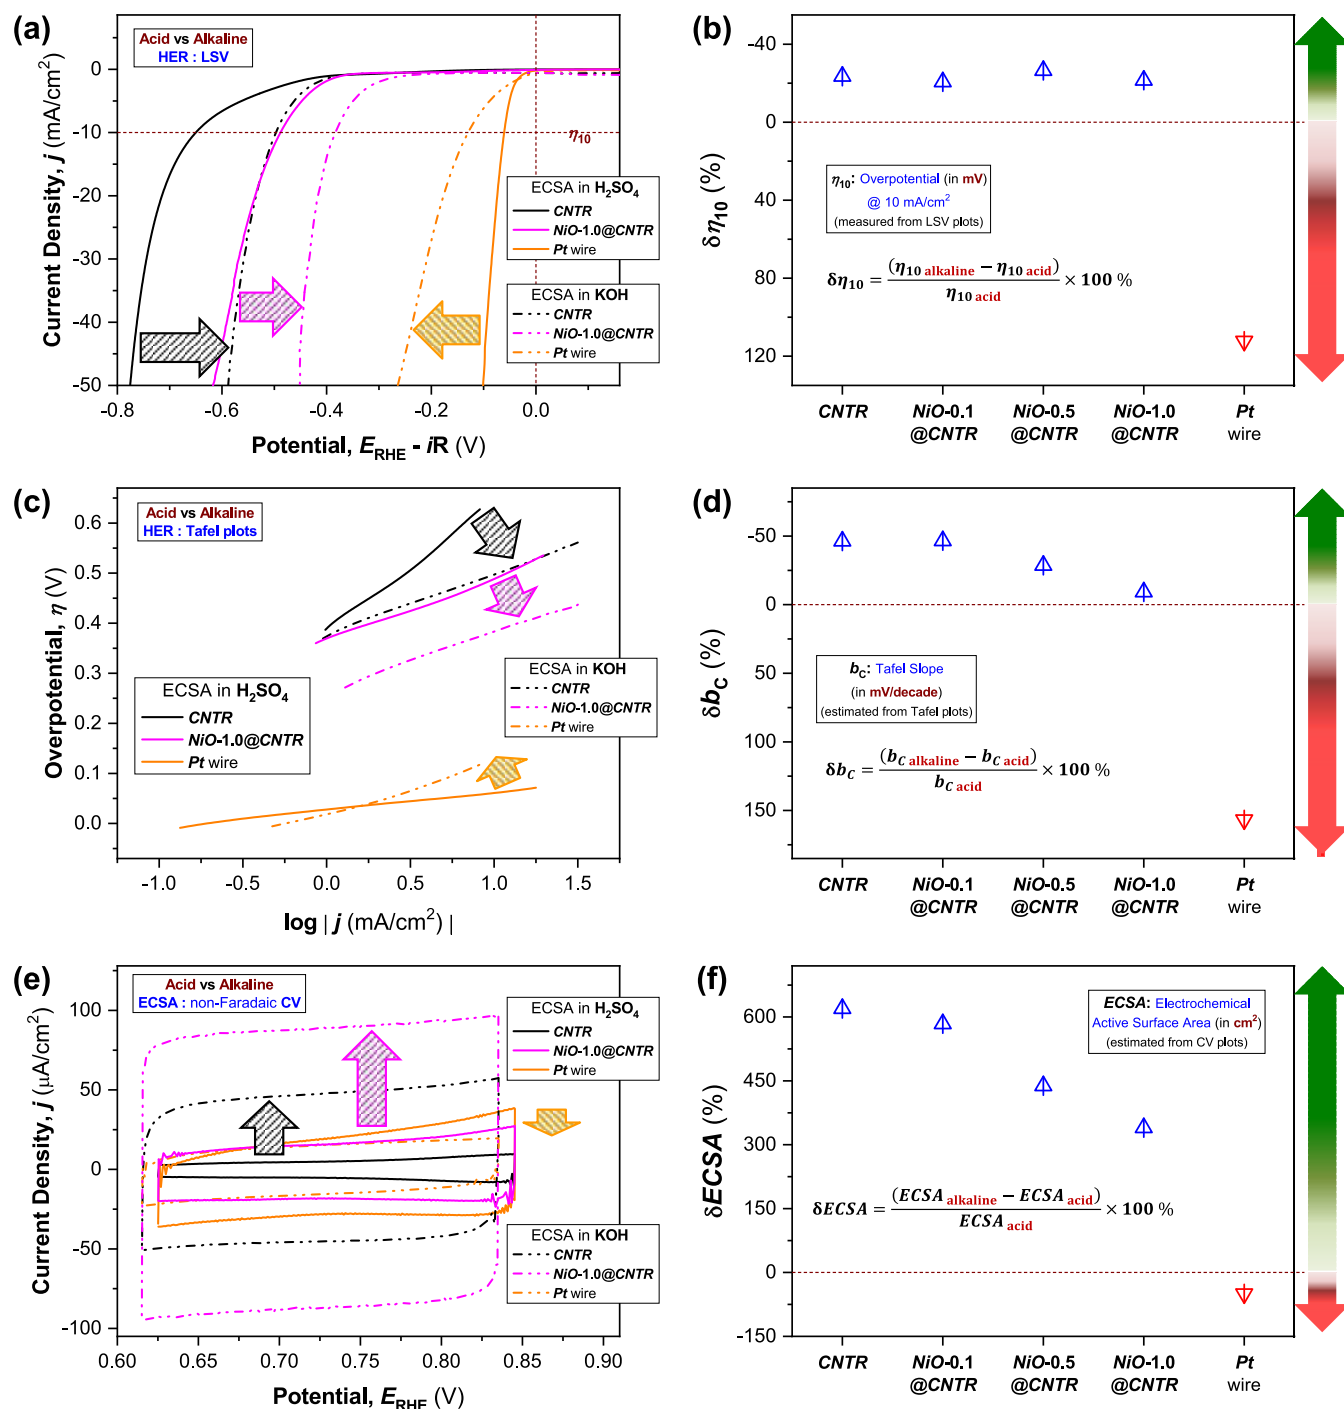 (a)
Acid vs Alkaline
HER : LSV
Current Density, j (mA/cm²)
0
-10
-20
-30
-40
-50
η₁₀
ECSA in H₂SO₄
CNTR
NiO-1.0@CNTR
Pt wire
ECSA in KOH
CNTR
NiO-1.0@CNTR
Pt wire
-0.8 -0.6 -0.4 -0.2 0.0
Potential, E_RHE - iR (V)
(b)
δη₁₀ (%)
-40
0
40
80
120
η₁₀: Overpotential (in mV)
@ 10 mA/cm²
(measured from LSV plots)
δη₁₀ = (η₁₀ alkaline − η₁₀ acid) / η₁₀ acid × 100 %
CNTR NiO-0.1 NiO-0.5 NiO-1.0 Pt
@CNTR @CNTR @CNTR wire
(c)
Acid vs Alkaline
HER : Tafel plots
Overpotential, η (V)
0.6
0.5
0.4
0.3
0.2
0.1
0.0
ECSA in H₂SO₄
CNTR
NiO-1.0@CNTR
Pt wire
ECSA in KOH
CNTR
NiO-1.0@CNTR
Pt wire
-1.0 -0.5 0.0 0.5 1.0 1.5
log | j (mA/cm²) |
(d)
δb_C (%)
-50
0
50
100
150
b_C: Tafel Slope
(in mV/decade)
(estimated from Tafel plots)
δb_C = (b_C alkaline − b_C acid) / b_C acid × 100 %
CNTR NiO-0.1 NiO-0.5 NiO-1.0 Pt
@CNTR @CNTR @CNTR wire
(e)
Acid vs Alkaline
ECSA : non-Faradaic CV
Current Density, j (μA/cm²)
100
50
0
-50
-100
ECSA in H₂SO₄
CNTR
NiO-1.0@CNTR
Pt wire
ECSA in KOH
CNTR
NiO-1.0@CNTR
Pt wire
0.60 0.65 0.70 0.75 0.80 0.85 0.90
Potential, E_RHE (V)
(f)
δECSA (%)
600
450
300
150
0
-150
ECSA: Electrochemical
Active Surface Area (in cm²)
(estimated from CV plots)
δECSA = (ECSA alkaline − ECSA acid) / ECSA acid × 100 %
CNTR NiO-0.1 NiO-0.5 NiO-1.0 Pt
@CNTR @CNTR @CNTR wire